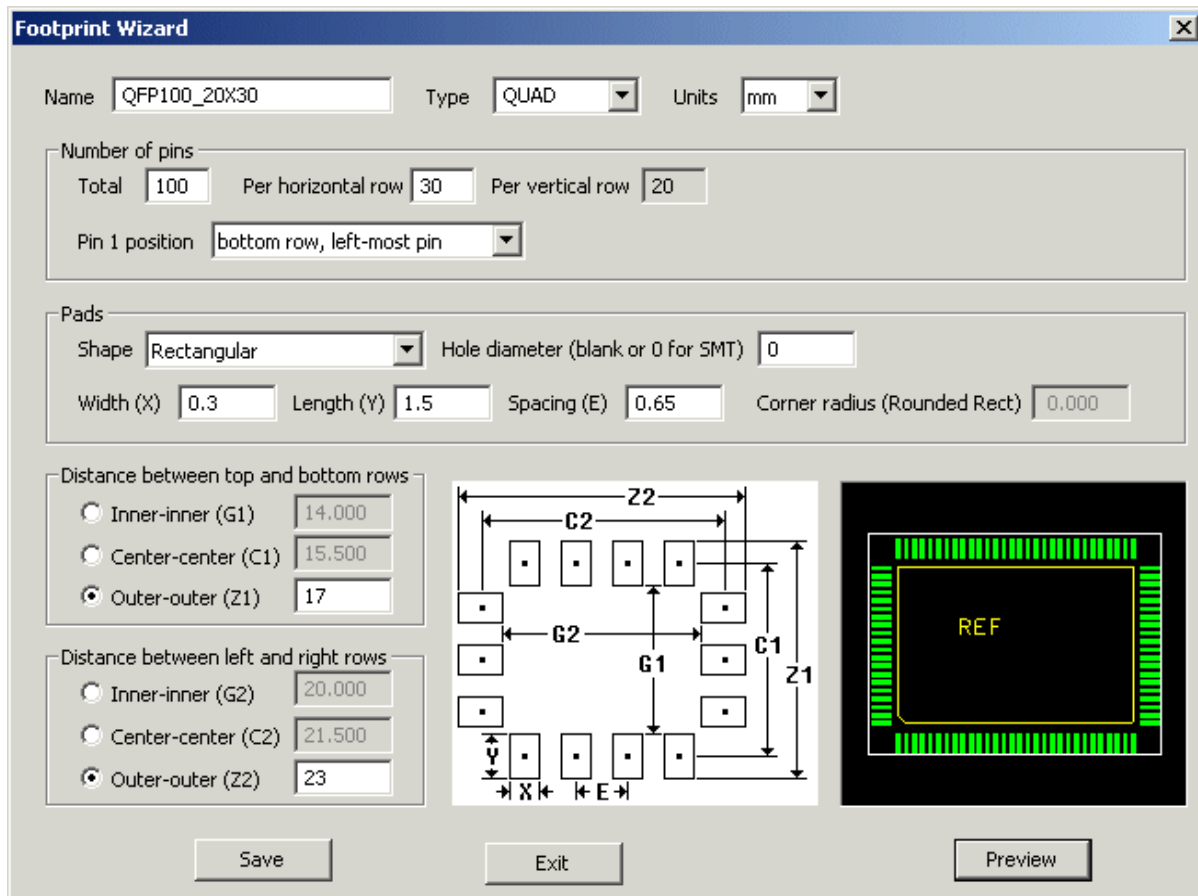 Footprint Wizard
Name QFP100_20X30 Type QUAD Units mm
Number of pins
Total 100 Per horizontal row 30 Per vertical row 20
Pin 1 position bottom row, left-most pin
Pads
Shape Rectangular Hole diameter (blank or 0 for SMT) 0
Width (X) 0.3 Length (Y) 1.5 Spacing (E) 0.65 Corner radius (Rounded Rect) 0.000
Distance between top and bottom rows
Inner-inner (G1) 14.000
Center-center (C1) 15.500
Outer-outer (Z1) 17
Distance between left and right rows
Inner-inner (G2) 20.000
Center-center (C2) 21.500
Outer-outer (Z2) 23
Z2
C2
G2
G1
C1
Z1
Y
X
E
REF
Save Exit Preview